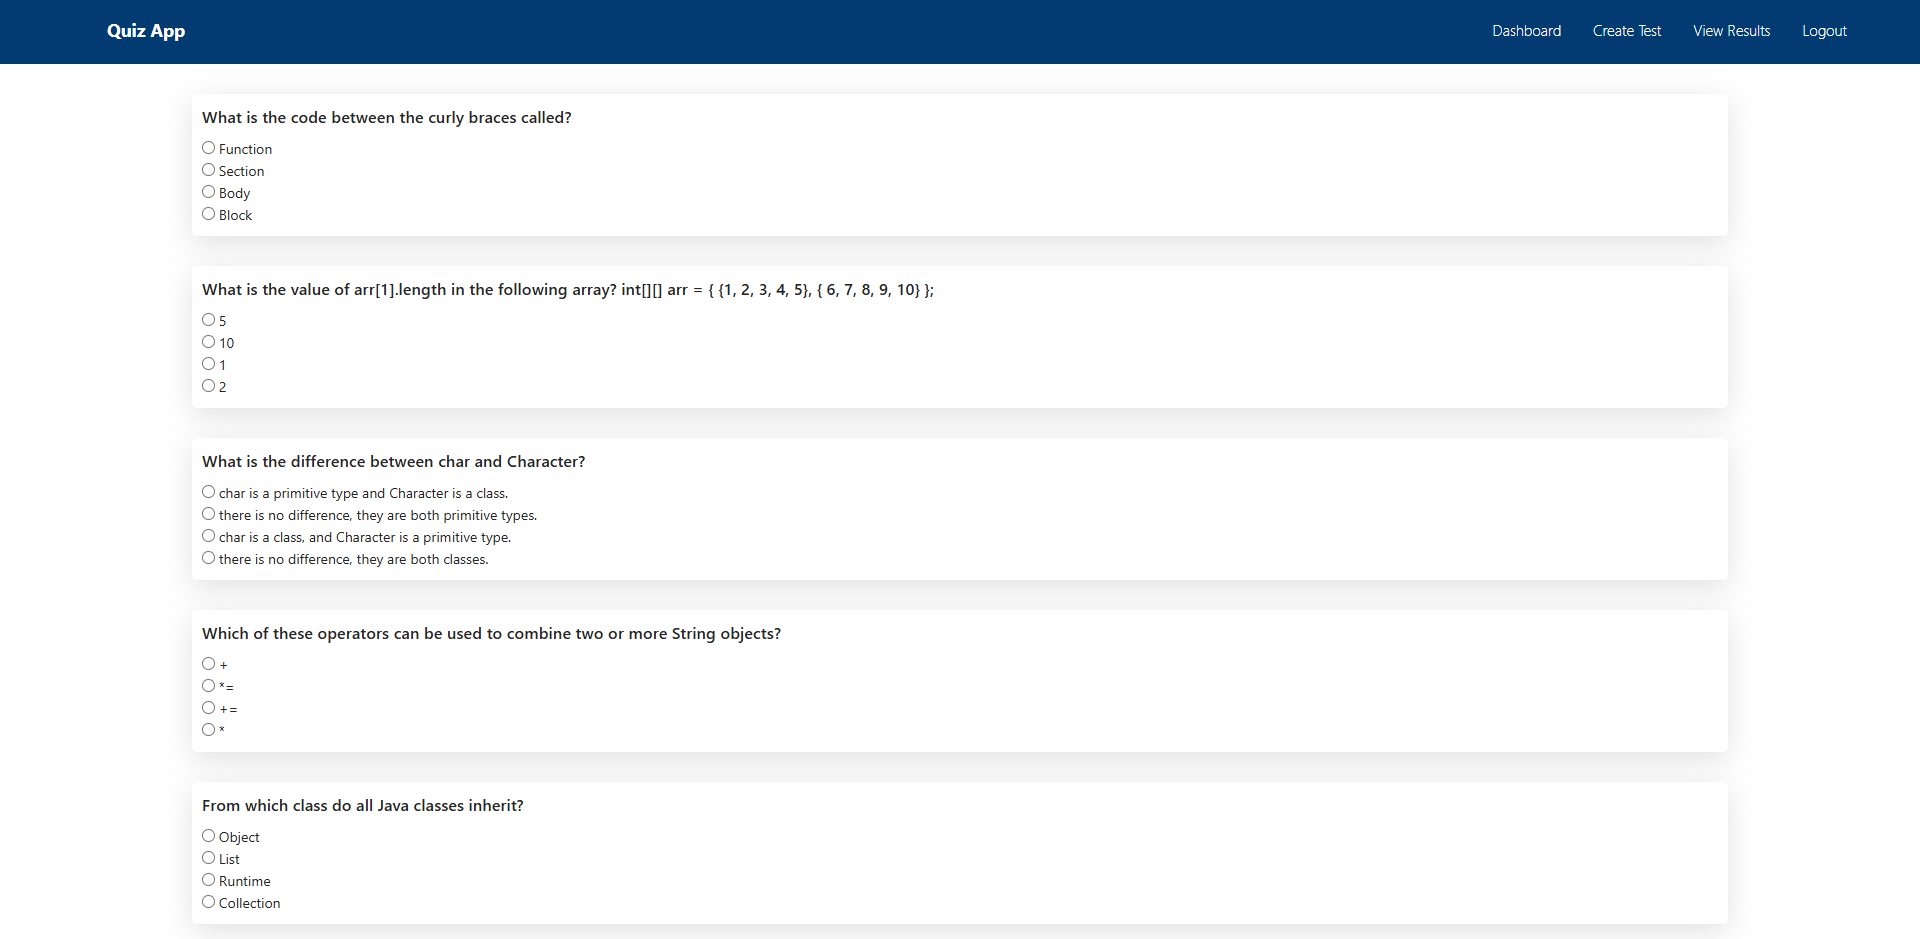 Quiz App
Dashboard Create Test View Results Logout
What is the code between the curly braces called?
Function
Section
Body
Block
What is the value of arr[1].length in the following array? int[][] arr = { {1, 2, 3, 4, 5}, { 6, 7, 8, 9, 10} };
5
10
1
2
What is the difference between char and Character?
char is a primitive type and Character is a class.
there is no difference, they are both primitive types.
char is a class, and Character is a primitive type.
there is no difference, they are both classes.
Which of these operators can be used to combine two or more String objects?
+
*=
+=
*
From which class do all Java classes inherit?
Object
List
Runtime
Collection